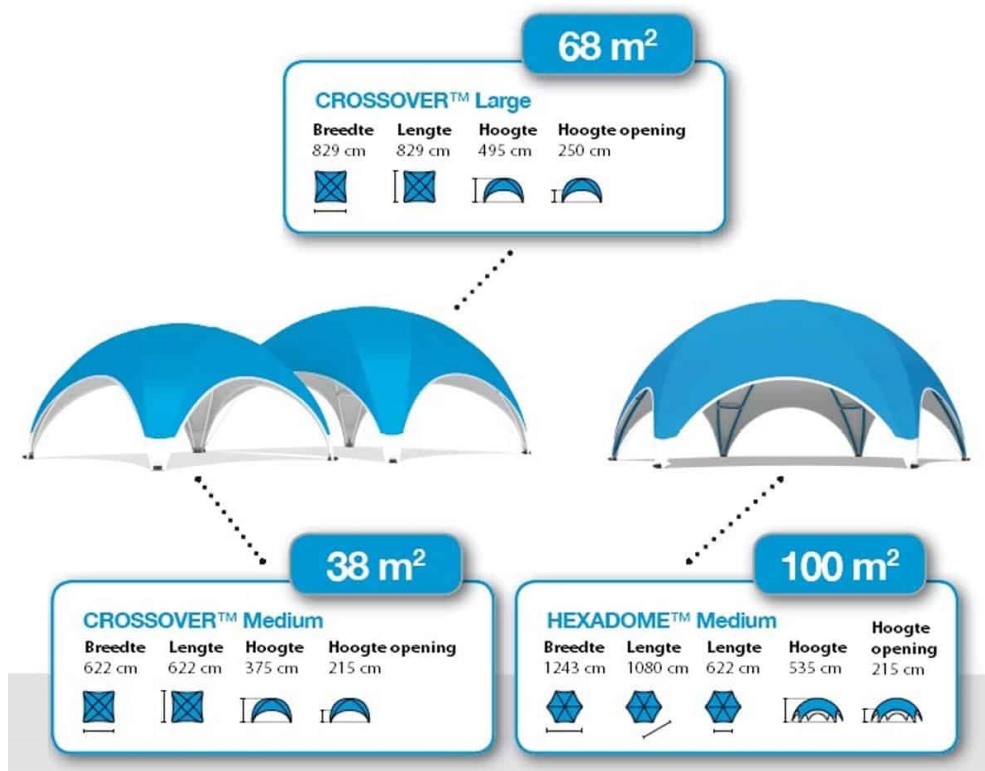 68 m²
CROSSOVER™ Large
Breedte Lengte Hoogte Hoogte opening
829 cm 829 cm 495 cm 250 cm
38 m²
CROSSOVER™ Medium
Breedte Lengte Hoogte Hoogte opening
622 cm 622 cm 375 cm 215 cm
100 m²
HEXADOME™ Medium
Breedte Lengte Lengte Hoogte Hoogte opening
1243 cm 1080 cm 622 cm 535 cm 215 cm